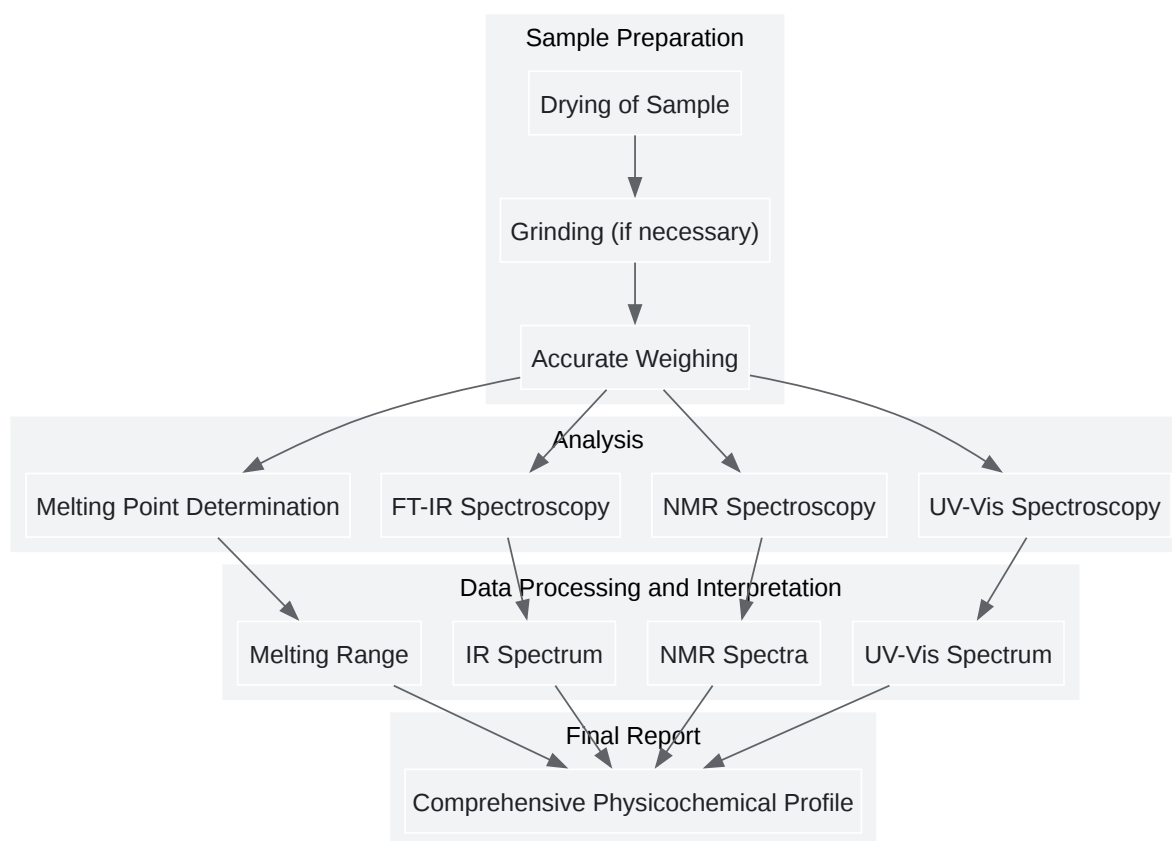 Sample Preparation
Drying of Sample
Grinding (if necessary)
Accurate Weighing
Analysis
Melting Point Determination
FT-IR Spectroscopy
NMR Spectroscopy
UV-Vis Spectroscopy
Data Processing and Interpretation
Melting Range
IR Spectrum
NMR Spectra
UV-Vis Spectrum
Final Report
Comprehensive Physicochemical Profile